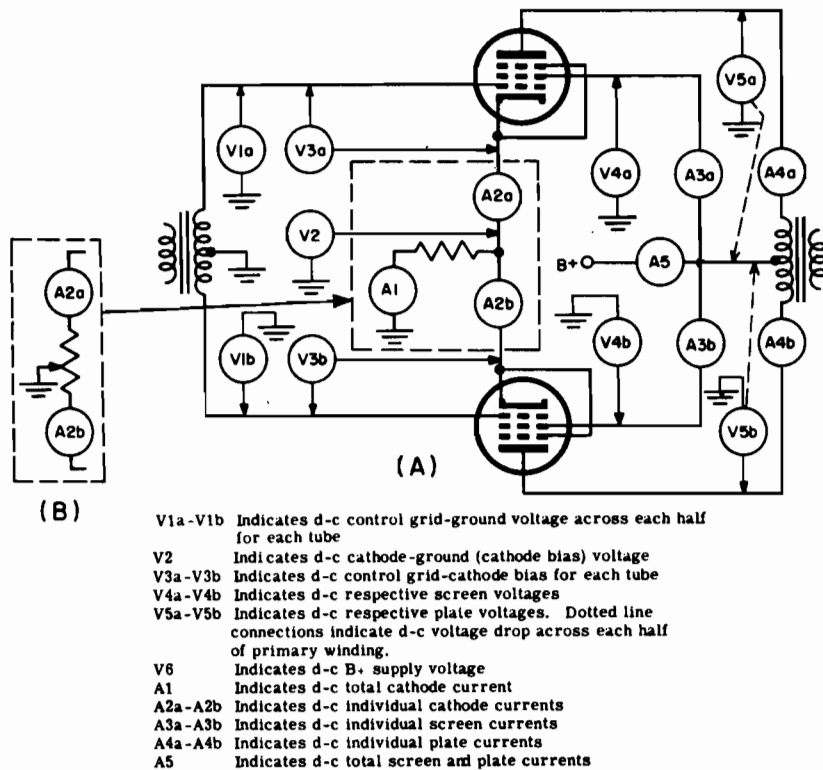 V5a
V1a
V3a
V4a
A3a
A4a
A2a
V2
A2a
B+
A5
A1
A2b
V1b
V3b
V4b
A3b
A4b
A2b
V5b
(A)
(B)
V1a-V1b Indicates d-c control grid-ground voltage across each half
for each tube
V2 Indicates d-c cathode-ground (cathode bias) voltage
V3a-V3b Indicates d-c control grid-cathode bias for each tube
V4a-V4b Indicates d-c respective screen voltages
V5a-V5b Indicates d-c respective plate voltages. Dotted line
connections indicate d-c voltage drop across each half
of primary winding.
V6 Indicates d-c B+ supply voltage
A1 Indicates d-c total cathode current
A2a-A2b Indicates d-c individual cathode currents
A3a-A3b Indicates d-c individual screen currents
A4a-A4b Indicates d-c individual plate currents
A5 Indicates d-c total screen and plate currents